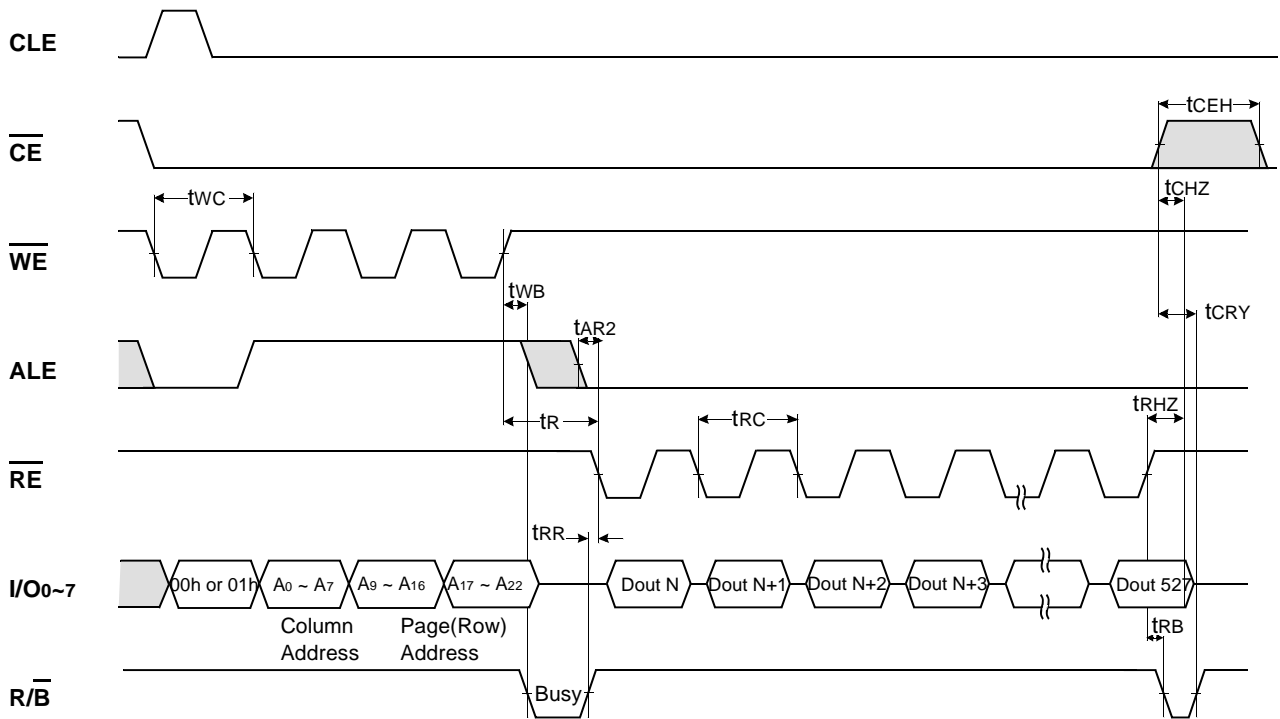 CLE
tCEH
CE
tCHZ
tWC
WE
tWB
tCRY
tAR2
ALE
tRHZ
tR
tRC
RE
tRR
I/O0~7
00h or 01h
A0 ~ A7
A9 ~ A16
A17 ~ A22
Dout N
Dout N+1
Dout N+2
Dout N+3
Dout 527
Column
Address
Page(Row)
Address
tRB
R/B
Busy